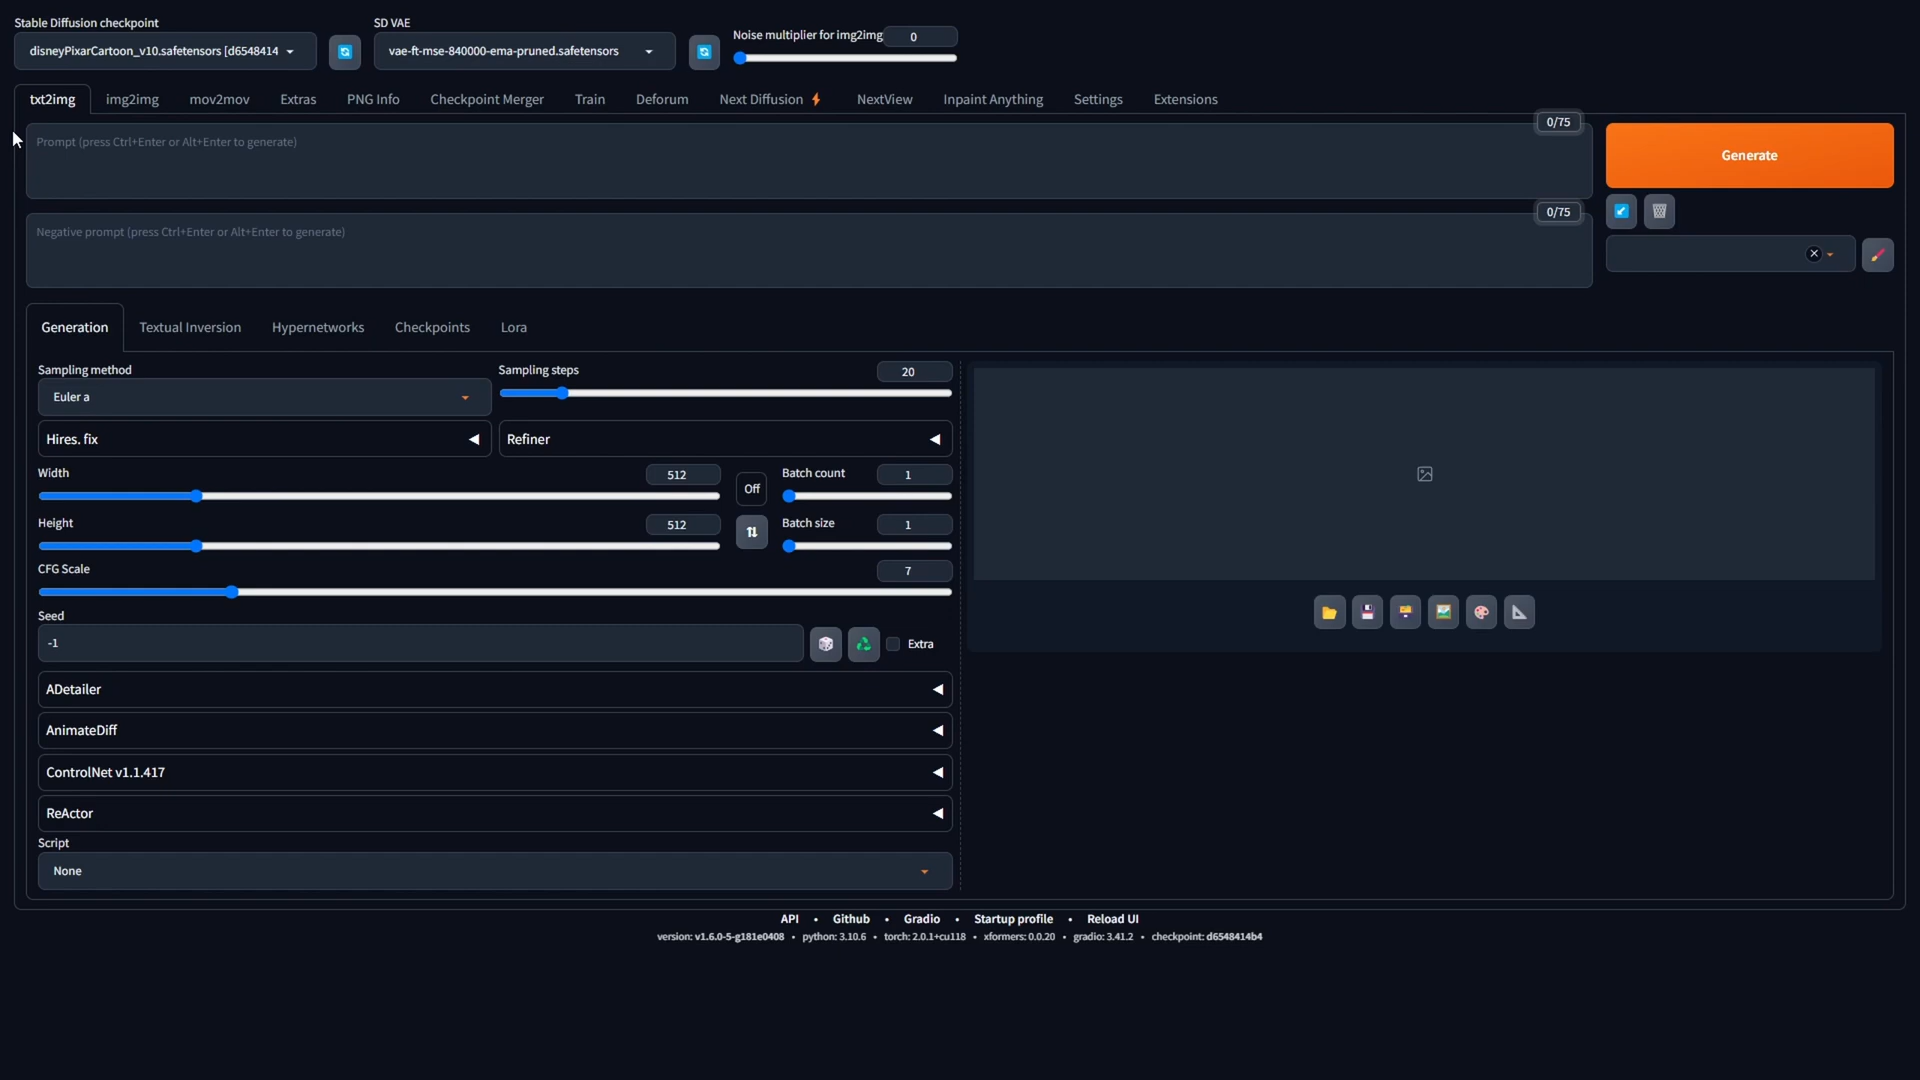 Stable Diffusion checkpoint
SD VAE
Noise multiplier for img2img
0
disneyPixarCartoon_v10.safetensors [d6548414
vae-ft-mse-840000-ema-pruned.safetensors
txt2img
img2img
mov2mov
Extras
PNG Info
Checkpoint Merger
Train
Deforum
Next Diffusion
NextView
Inpaint Anything
Settings
Extensions
0/75
Prompt (press Ctrl+Enter or Alt+Enter to generate)
Generate
0/75
Negative prompt (press Ctrl+Enter or Alt+Enter to generate)
Generation
Textual Inversion
Hypernetworks
Checkpoints
Lora
Sampling method
Sampling steps
20
Euler a
Hires. fix
Refiner
Width
512
Off
Batch count
1
Height
512
Batch size
1
CFG Scale
7
Seed
-1
Extra
ADetailer
AnimateDiff
ControlNet v1.1.417
ReActor
Script
None
API • Github • Gradio • Startup profile • Reload UI
version: v1.6.0-5-g181e0408 • python: 3.10.6 • torch: 2.0.1+cu118 • xformers: 0.0.20 • gradio: 3.41.2 • checkpoint: d6548414b4